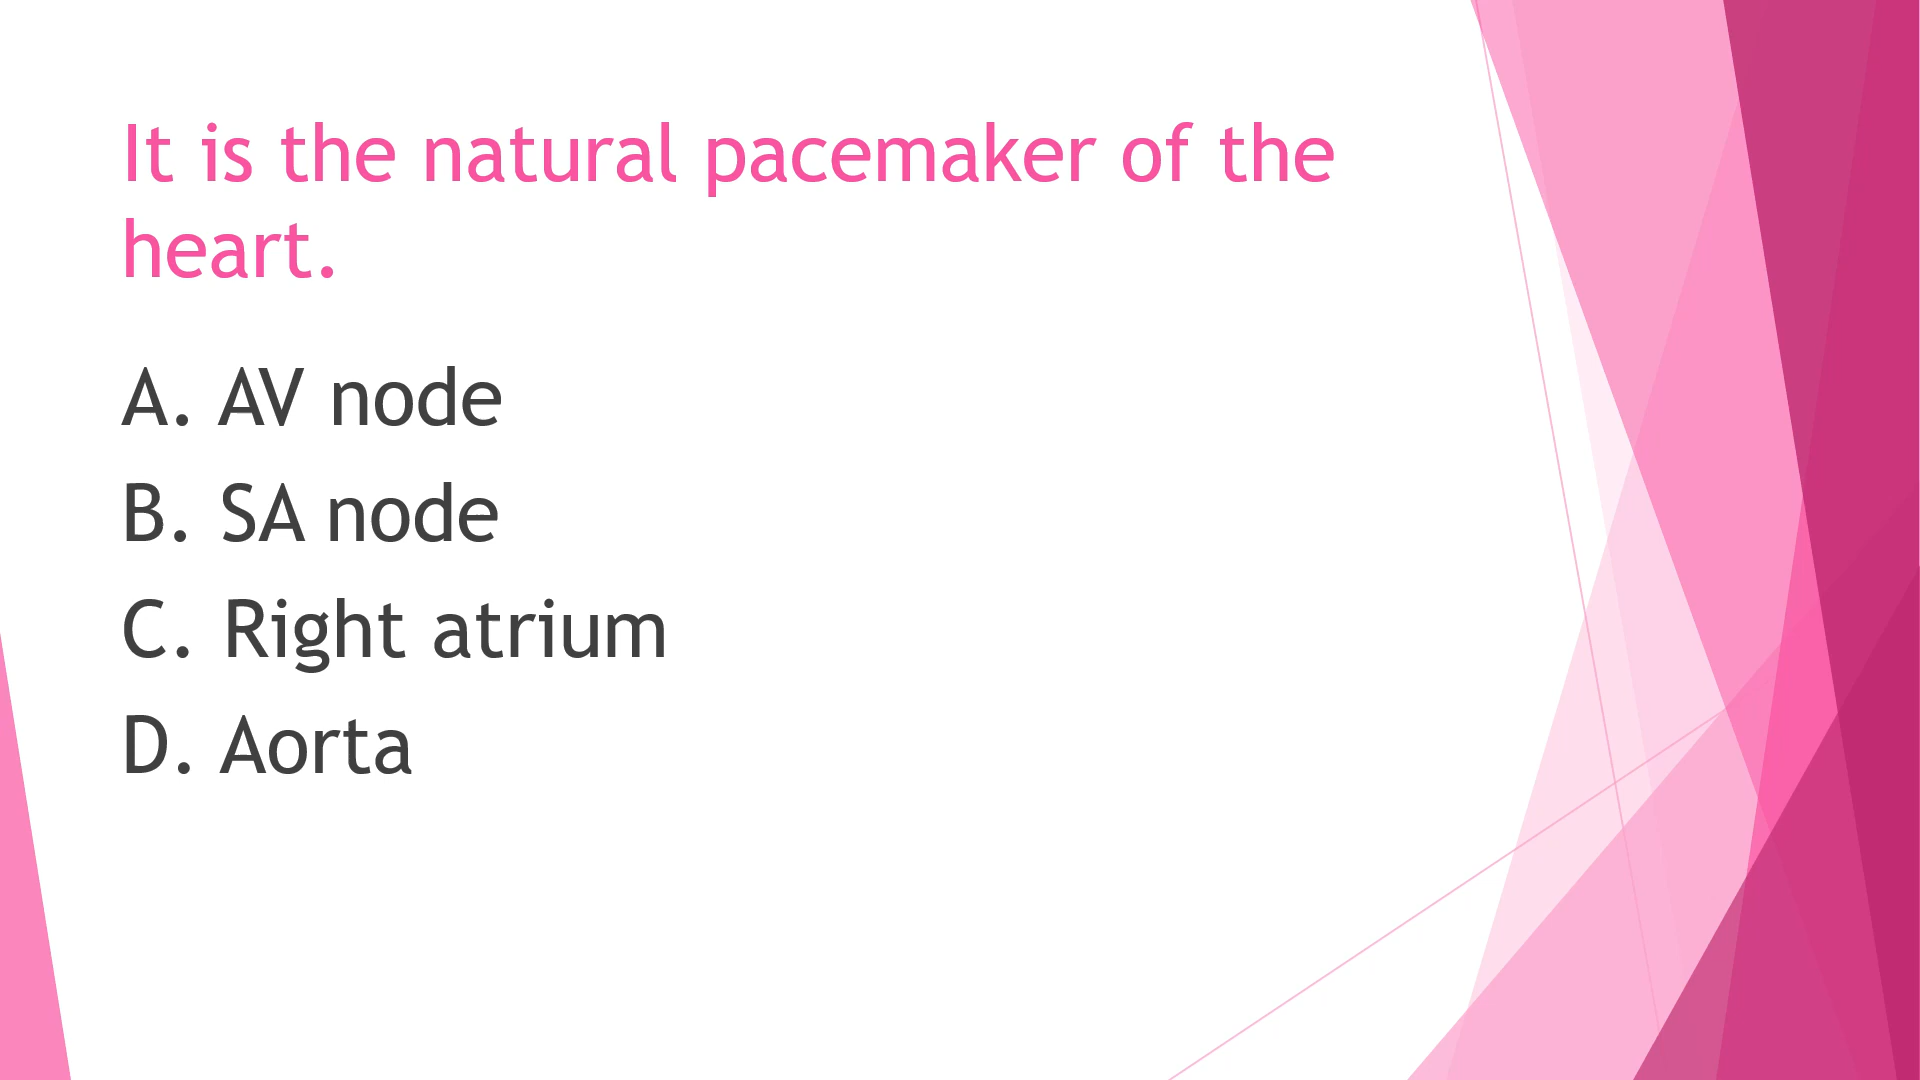 It is the natural pacemaker of the
heart.
A. AV node
B. SA node
C. Right atrium
D. Aorta